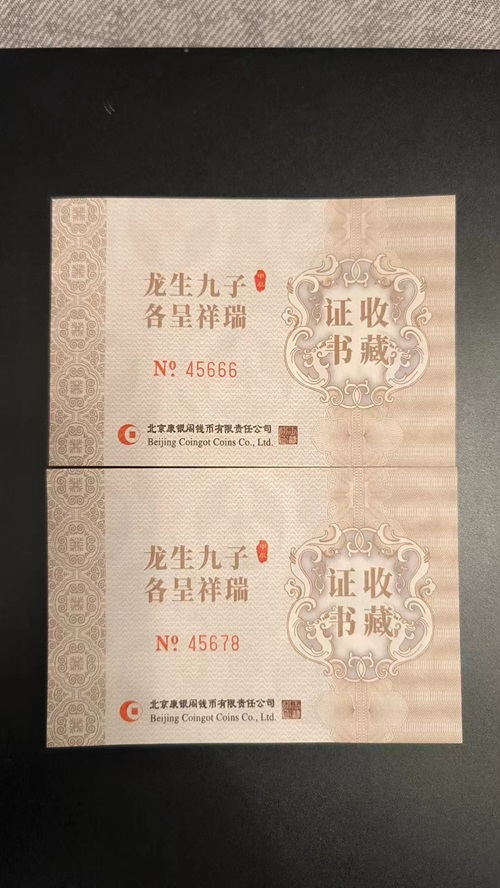 龙生九子
各呈祥瑞
收藏
证书
Nº 45666
北京康银阁钱币有限责任公司
Beijing Coingot Coins Co., Ltd.
龙生九子
各呈祥瑞
收藏
证书
Nº 45678
北京康银阁钱币有限责任公司
Beijing Coingot Coins Co., Ltd.